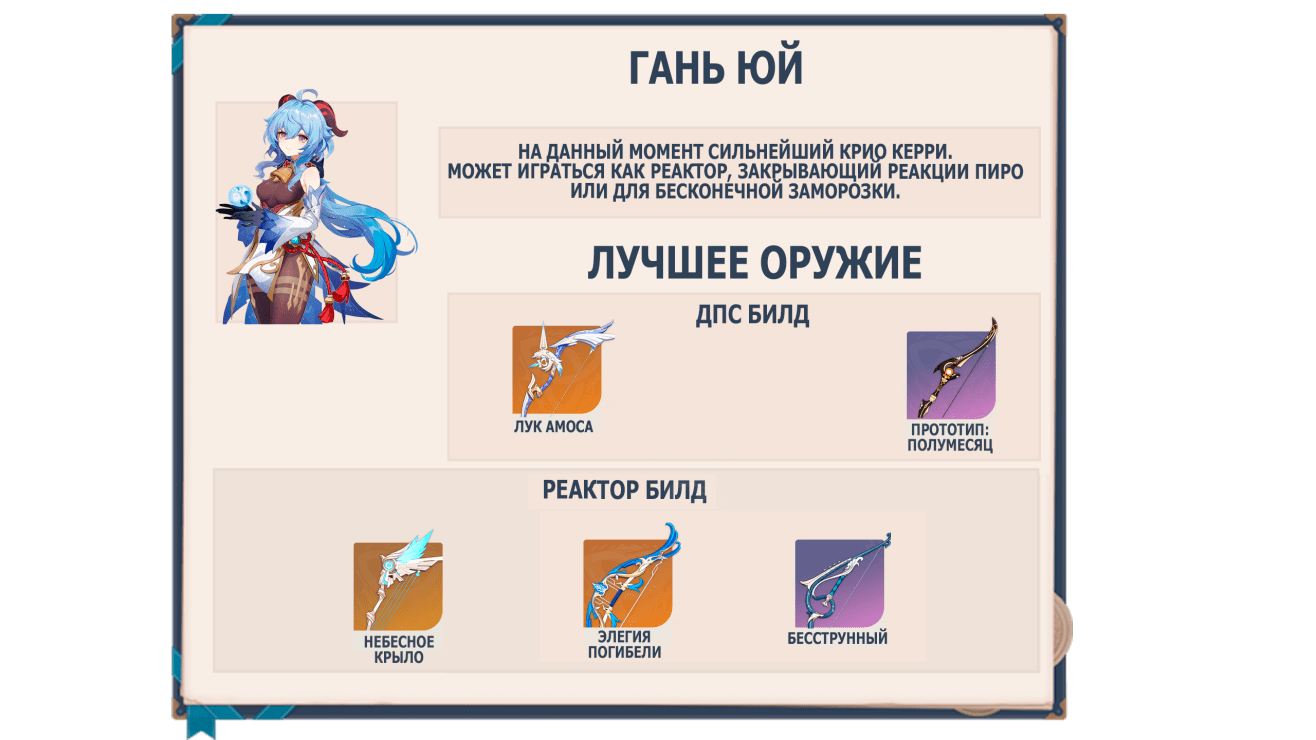 ГАНЬ ЮЙ
НА ДАННЫЙ МОМЕНТ СИЛЬНЕЙШИЙ КРИО КЕРРИ.
МОЖЕТ ИГРАТЬСЯ КАК РЕАКТОР, ЗАКРЫВАЮЩИЙ РЕАКЦИИ ПИРО
ИЛИ ДЛЯ БЕСКОНЕЧНОЙ ЗАМОРОЗКИ.
ЛУЧШЕЕ ОРУЖИЕ
ДПС БИЛД
ЛУК АМОСА
ПРОТОТИП:
ПОЛУМЕСЯЦ
РЕАКТОР БИЛД
НЕБЕСНОЕ
КРЫЛО
ЭЛЕГИЯ
ПОГИБЕЛИ
БЕССТРУННЫЙ